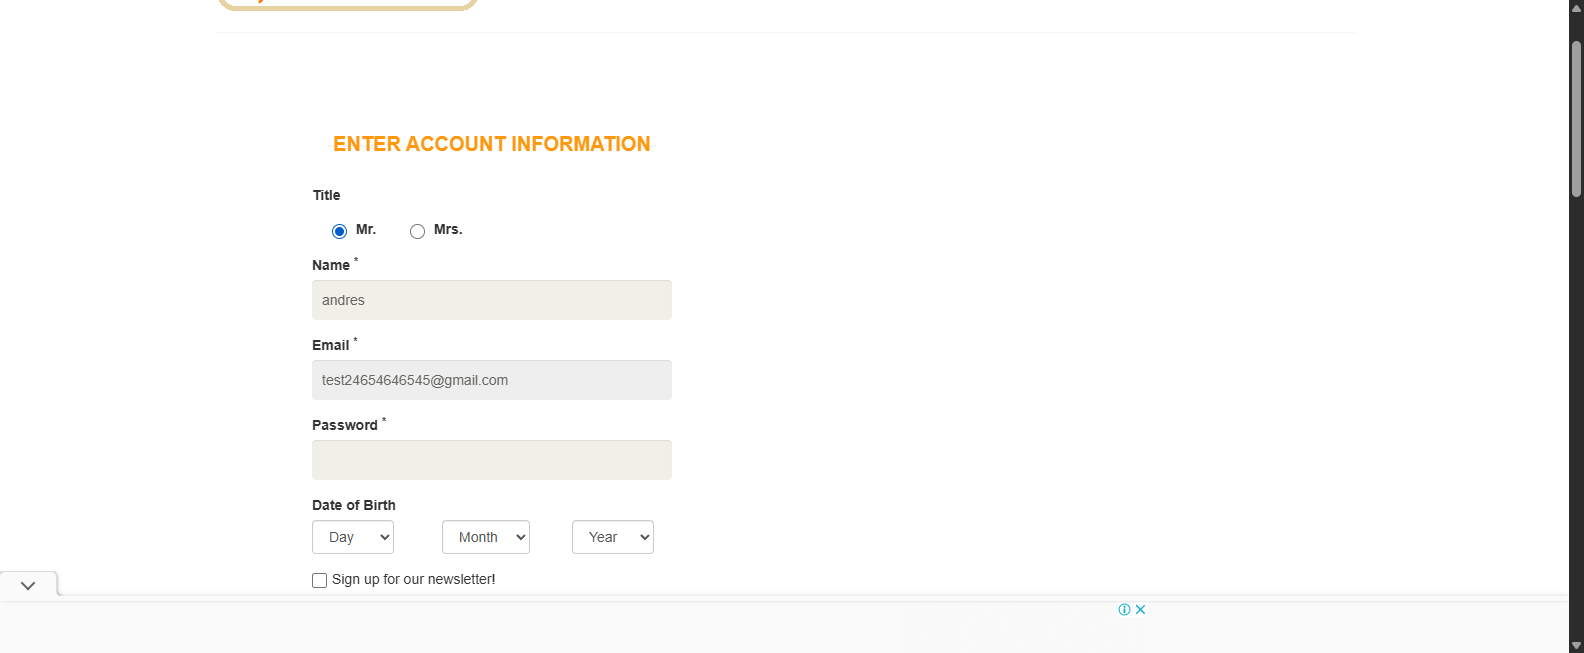 ENTER ACCOUNT INFORMATION
Title
Mr. Mrs.
Name *
andres
Email *
test24654646545@gmail.com
Password *
Date of Birth
Day Month Year
Sign up for our newsletter!